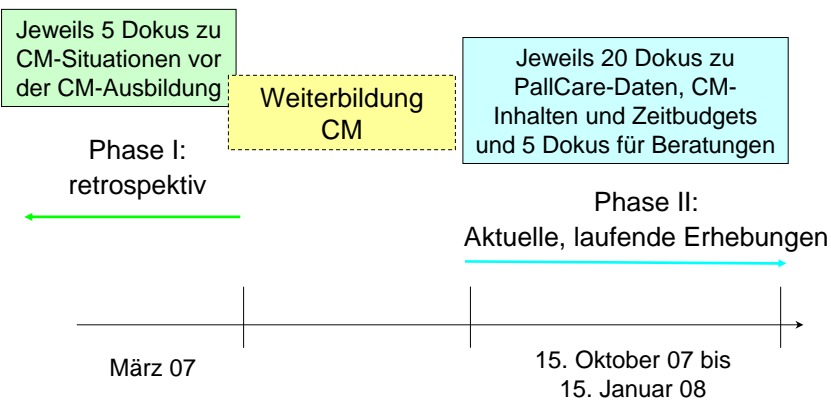 Jeweils 5 Dokus zu
CM-Situationen vor
der CM-Ausbildung
Weiterbildung
CM
Jeweils 20 Dokus zu
PallCare-Daten, CM-
Inhalten und Zeitbudgets
und 5 Dokus für Beratungen
Phase I:
retrospektiv
Phase II:
Aktuelle, laufende Erhebungen
März 07
15. Oktober 07 bis
15. Januar 08